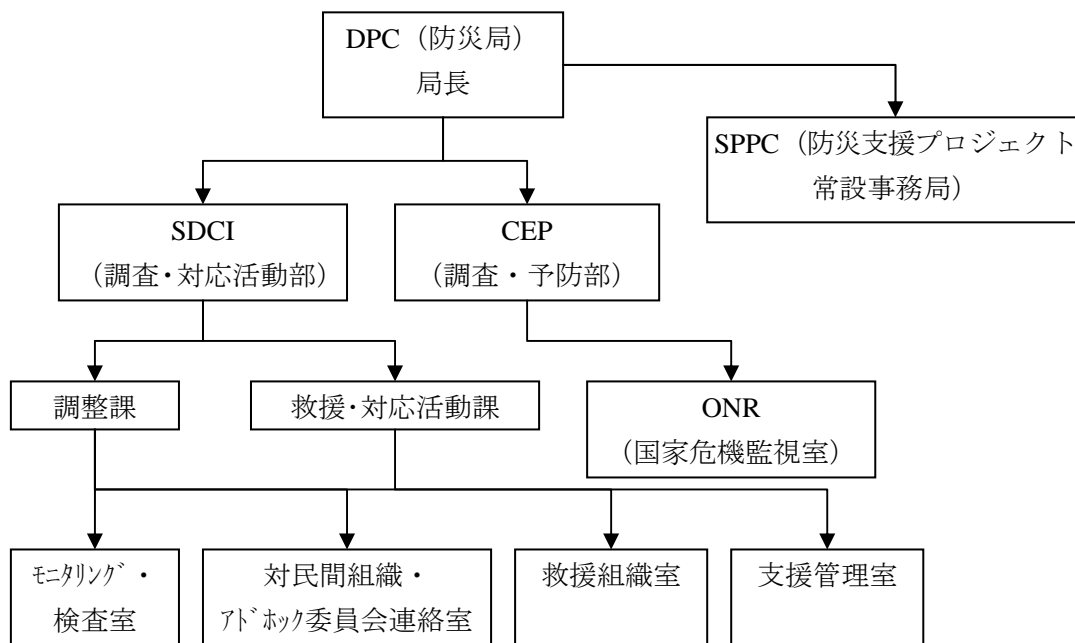 DPC（防災局）
局長
SPPC（防災支援プロジェクト
常設事務局）
SDCI
（調査・対応活動部）
CEP
（調査・予防部）
調整課
救援・対応活動課
ONR
（国家危機監視室）
ﾓﾆﾀﾘﾝｸﾞ・
検査室
対民間組織・
ｱﾄﾞﾎｯｸ委員会連絡室
救援組織室
支援管理室